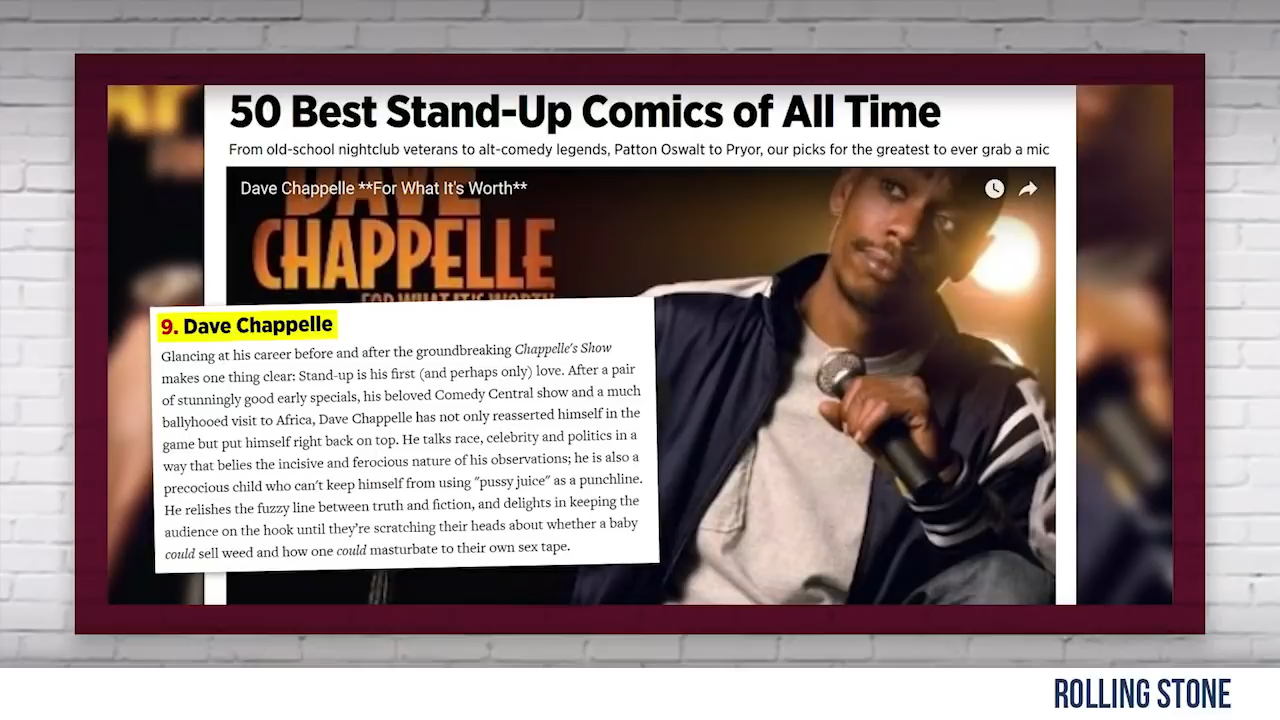 50 Best Stand-Up Comics of All Time
From old-school nightclub veterans to alt-comedy legends, Patton Oswalt to Pryor, our picks for the greatest to ever grab a mic
Dave Chappelle **For What It's Worth**
DAVE
CHAPPELLE
FOR WHAT IT'S WORTH
9. Dave Chappelle
Glancing at his career before and after the groundbreaking Chappelle's Show
makes one thing clear: Stand-up is his first (and perhaps only) love. After a pair
of stunningly good early specials, his beloved Comedy Central show and a much
ballyhooed visit to Africa, Dave Chappelle has not only reasserted himself in the
game but put himself right back on top. He talks race, celebrity and politics in a
way that belies the incisive and ferocious nature of his observations; he is also a
precocious child who can't keep himself from using "pussy juice" as a punchline.
He relishes the fuzzy line between truth and fiction, and delights in keeping the
audience on the hook until they're scratching their heads about whether a baby
could sell weed and how one could masturbate to their own sex tape.
ROLLING STONE